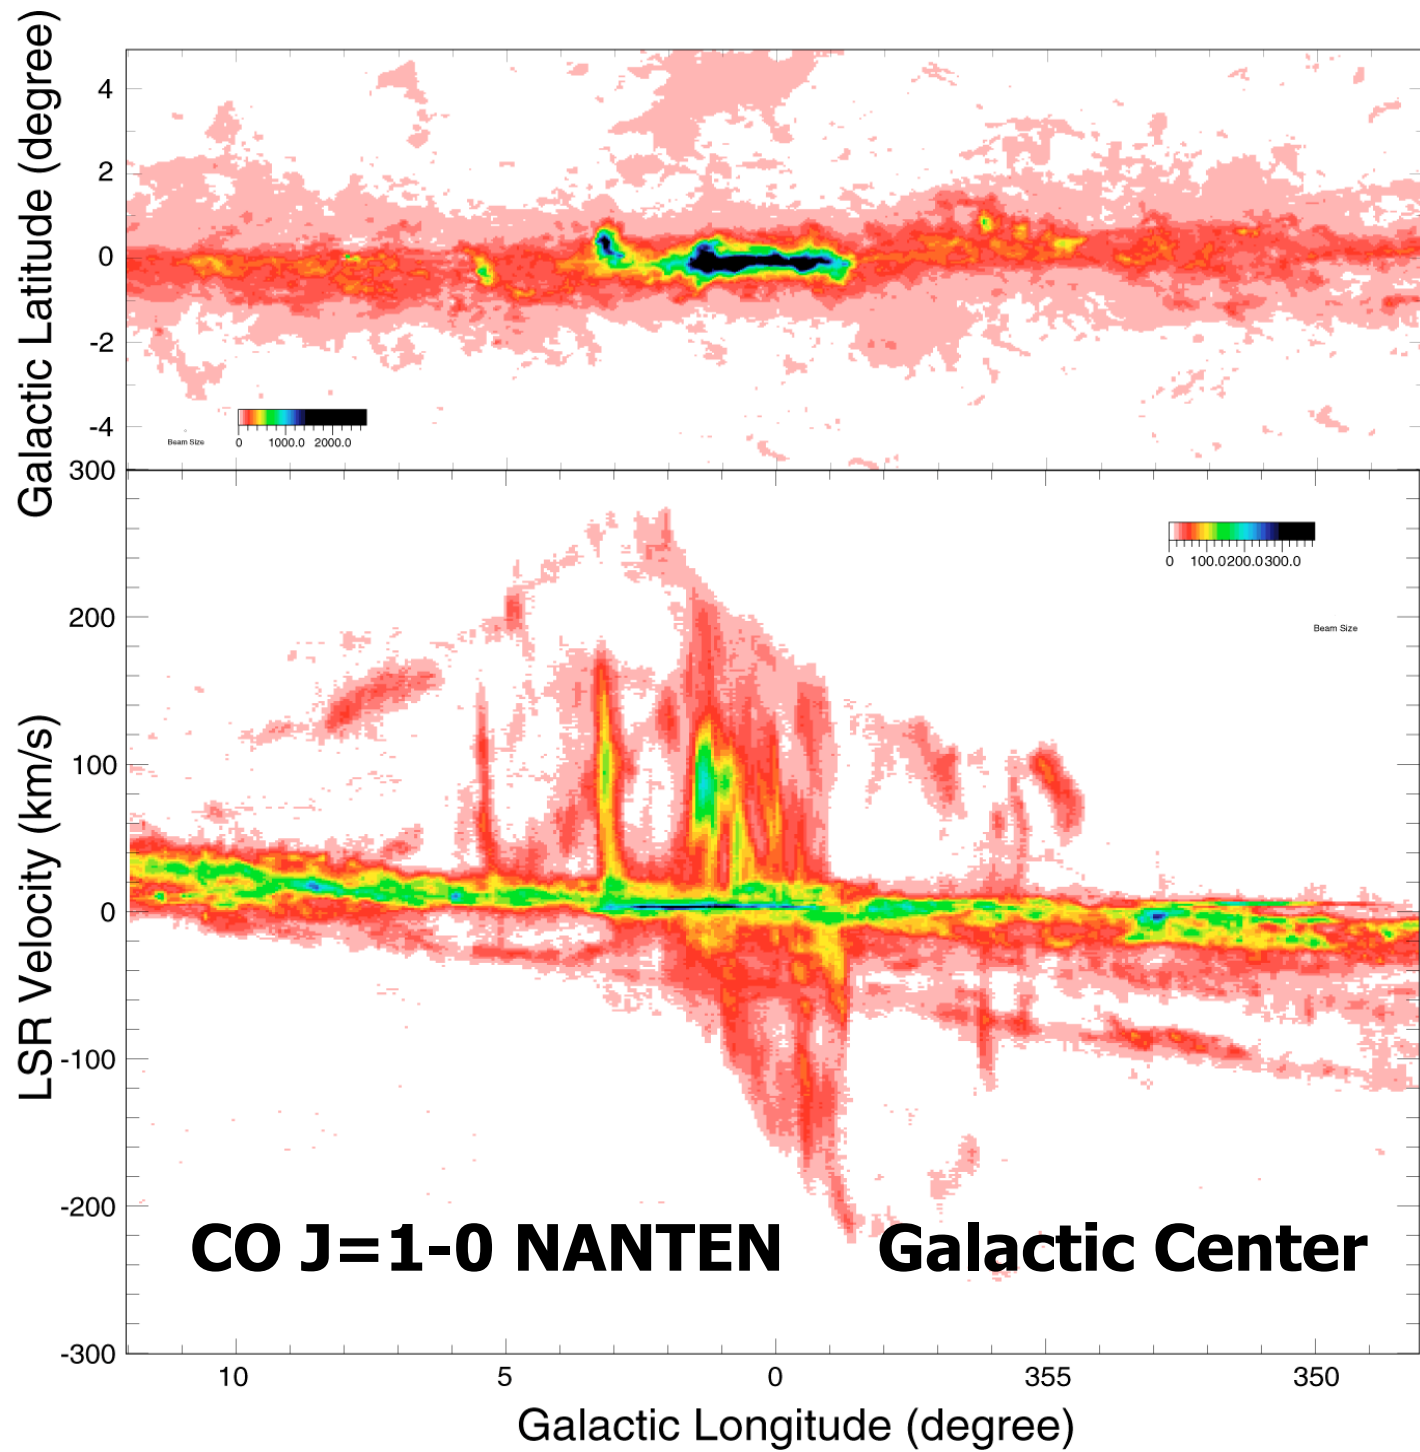 Galactic Latitude (degree)
4
2
0
-2
-4
Beam Size
0 1000.0 2000.0
LSR Velocity (km/s)
300
200
100
0
-100
-200
-300
0 100.0200.0300.0
Beam Size
CO J=1-0 NANTEN Galactic Center
10 5 0 355 350
Galactic Longitude (degree)